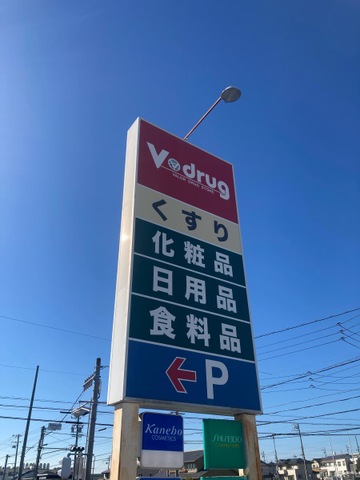 V•drug
くすり
化粧品
日用品
食料品
←P
Kanebo
COSMETICS
SHISEIDO